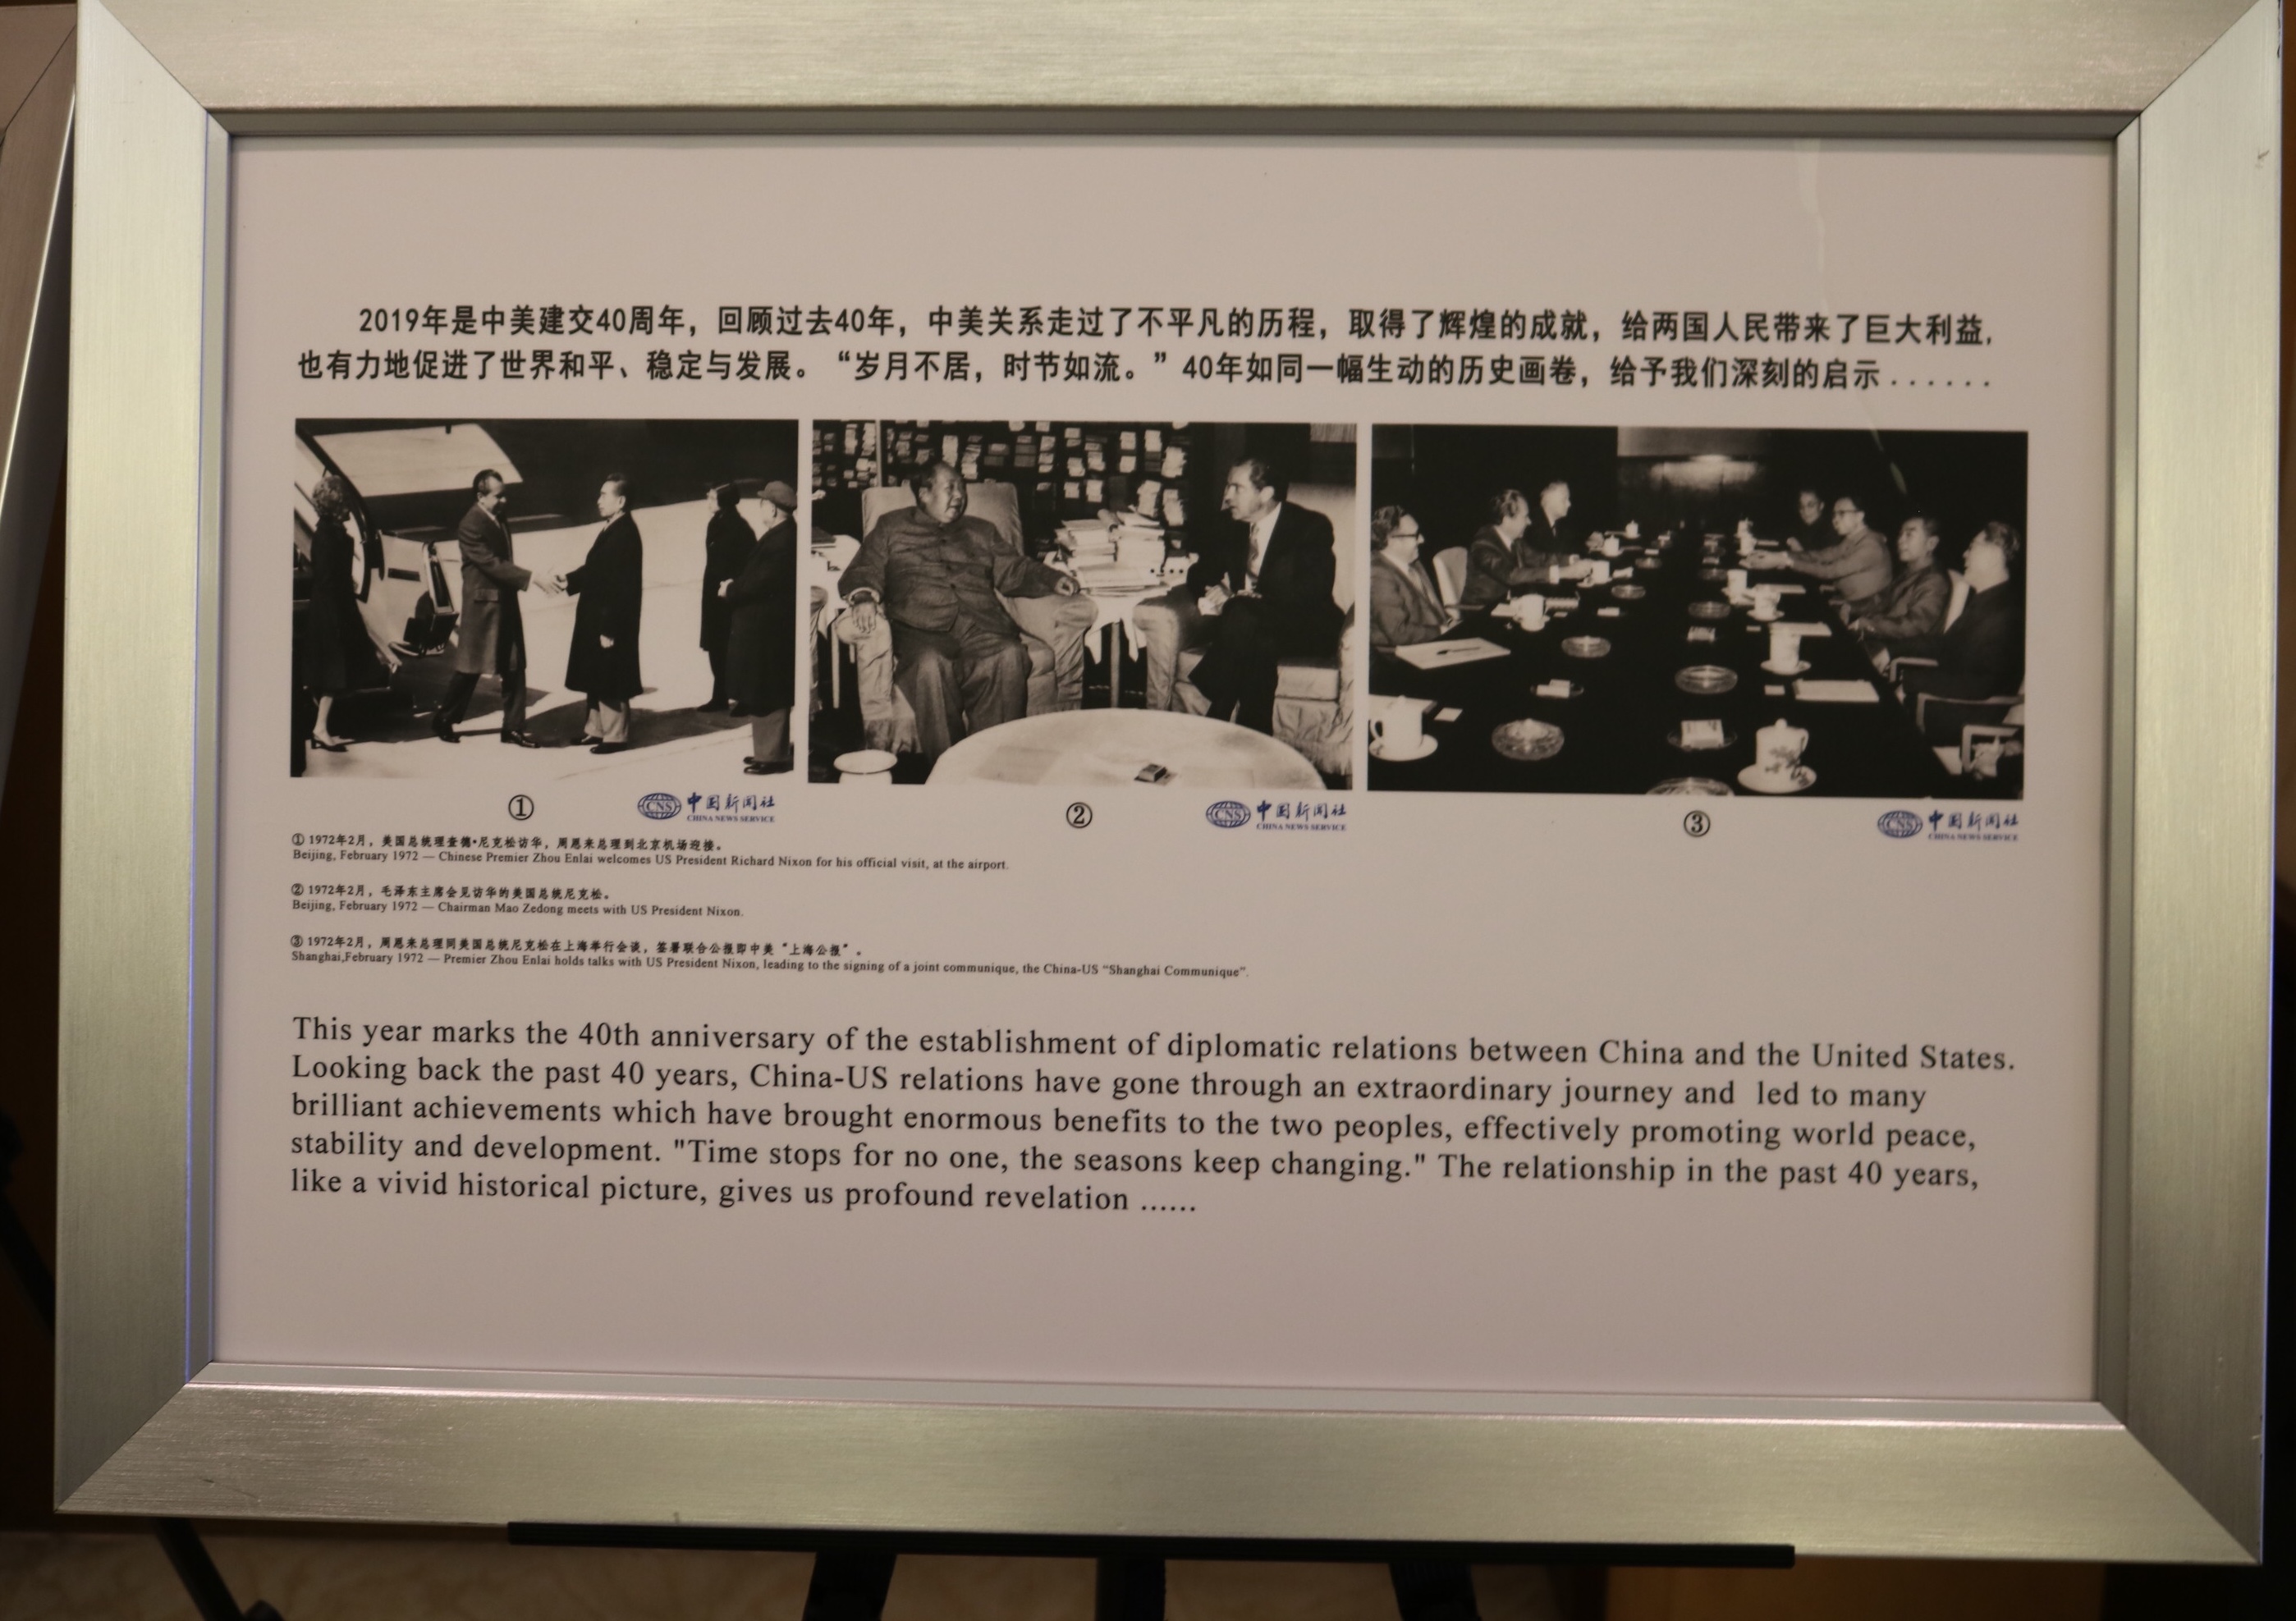 2019年是中美建交40周年，回顾过去40年，中美关系走过了不平凡的历程，取得了辉煌的成就，给两国人民带来了巨大利益，
也有力地促进了世界和平、稳定与发展。“岁月不居，时节如流。”40年如同一幅生动的历史画卷，给予我们深刻的启示......
① CNS 中国新闻社
CHINA NEWS SERVICE
② CNS 中国新闻社
CHINA NEWS SERVICE
③ CNS 中国新闻社
CHINA NEWS SERVICE
① 1972年2月，美国总统理查德•尼克松访华，周恩来总理到北京机场迎接。
Beijing, February 1972 — Chinese Premier Zhou Enlai welcomes US President Richard Nixon for his official visit, at the airport.
② 1972年2月，毛泽东主席会见访华的美国总统尼克松。
Beijing, February 1972 — Chairman Mao Zedong meets with US President Nixon.
③ 1972年2月，周恩来总理同美国总统尼克松在上海举行会谈，签署联合公报即中美“上海公报”。
Shanghai,February 1972 — Premier Zhou Enlai holds talks with US President Nixon, leading to the signing of a joint communique, the China-US “Shanghai Communique”.
This year marks the 40th anniversary of the establishment of diplomatic relations between China and the United States.
Looking back the past 40 years, China-US relations have gone through an extraordinary journey and led to many
brilliant achievements which have brought enormous benefits to the two peoples, effectively promoting world peace,
stability and development. "Time stops for no one, the seasons keep changing." The relationship in the past 40 years,
like a vivid historical picture, gives us profound revelation ......